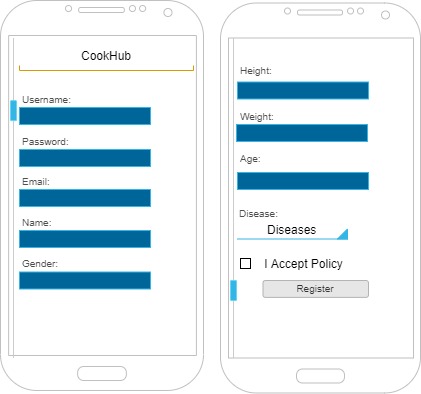 CookHub
Username:
Password:
Email:
Name:
Gender:
Height:
Weight:
Age:
Disease:
Diseases
I Accept Policy
Register